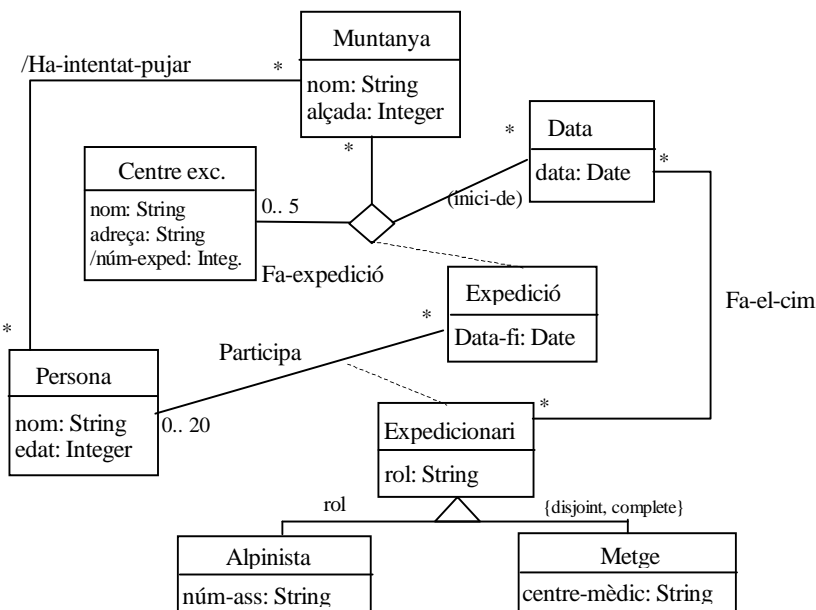 Muntanya
nom: String
alçada: Integer
/Ha-intentat-pujar
*
*
*
Data
data: Date
*
Centre exc.
nom: String
adreça: String
/núm-exped: Integ.
0.. 5
(inici-de)
Fa-expedició
Expedició
Data-fi: Date
*
Fa-el-cim
*
Participa
Persona
nom: String
edat: Integer
0.. 20
Expedicionari
rol: String
*
rol
{disjoint, complete}
Alpinista
núm-ass: String
Metge
centre-mèdic: String